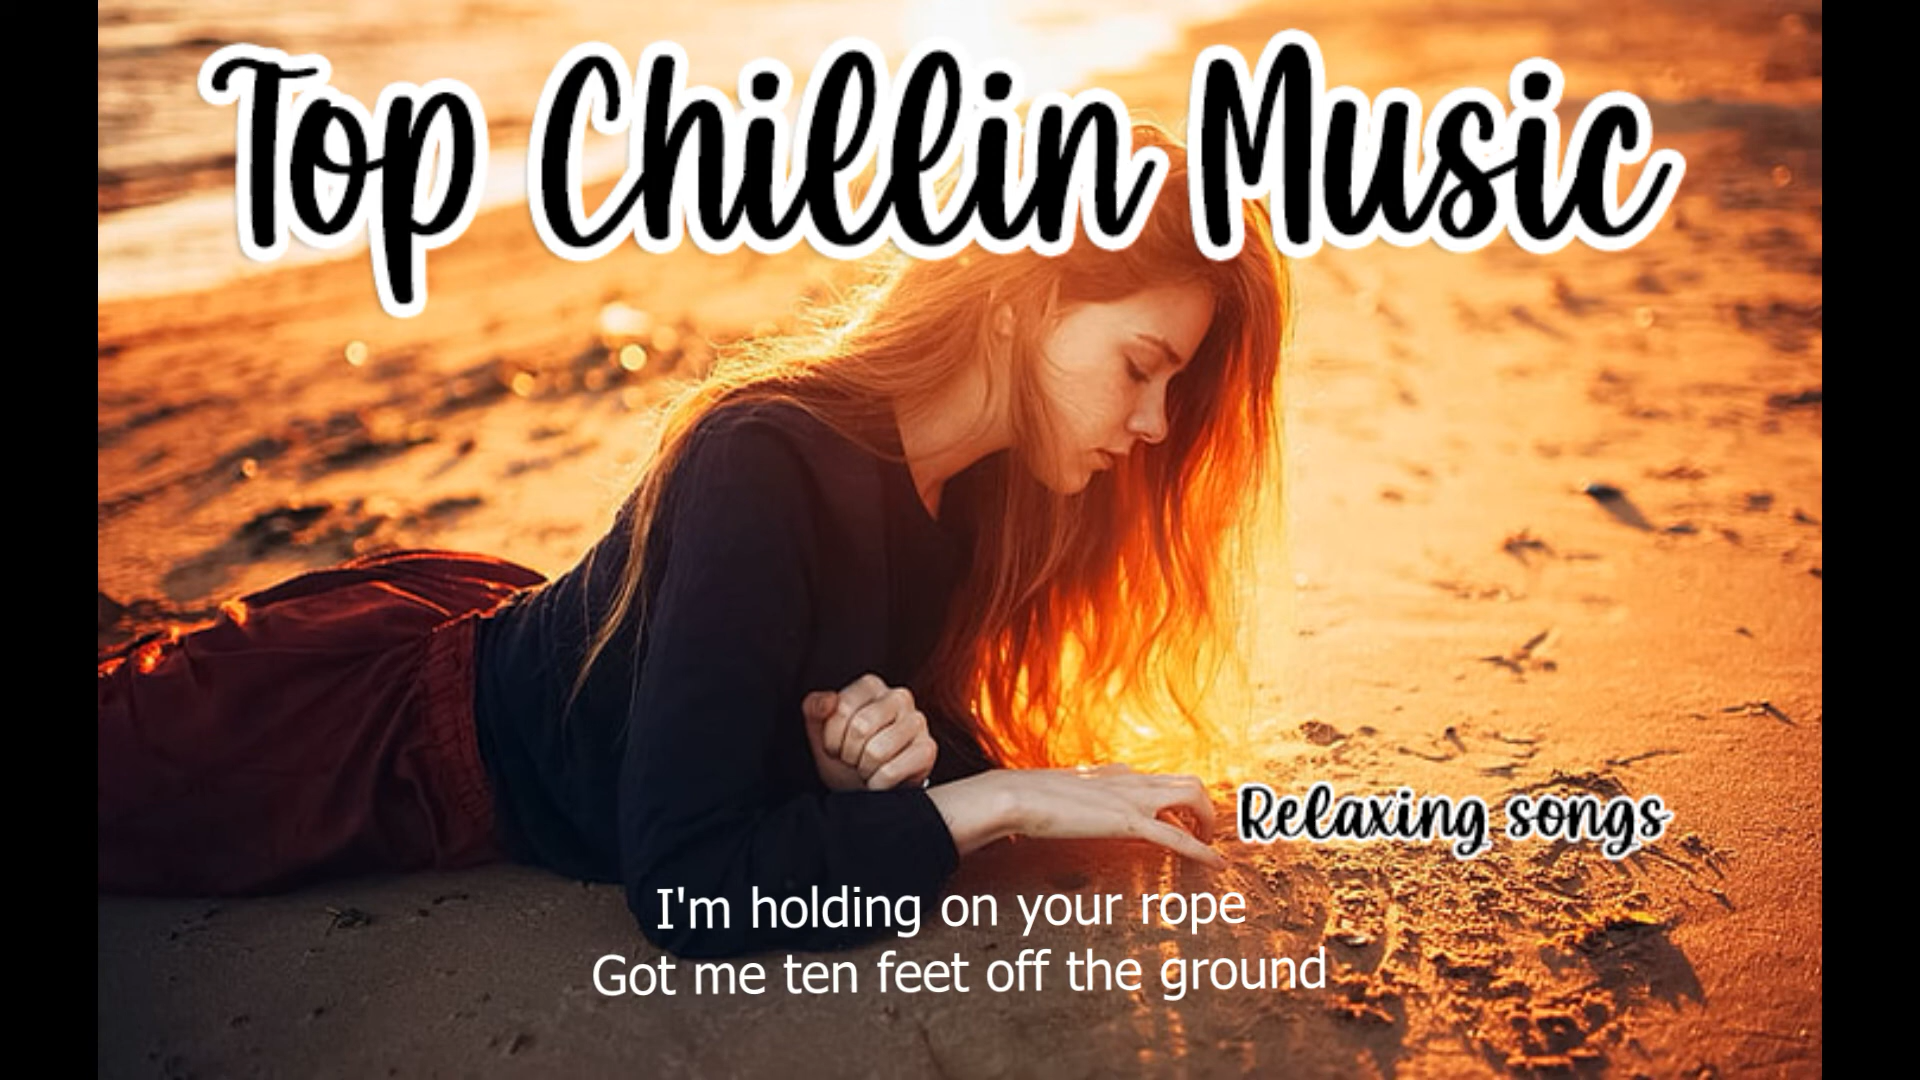 Top Chillin Music
Relaxing songs
I'm holding on your rope
Got me ten feet off the ground